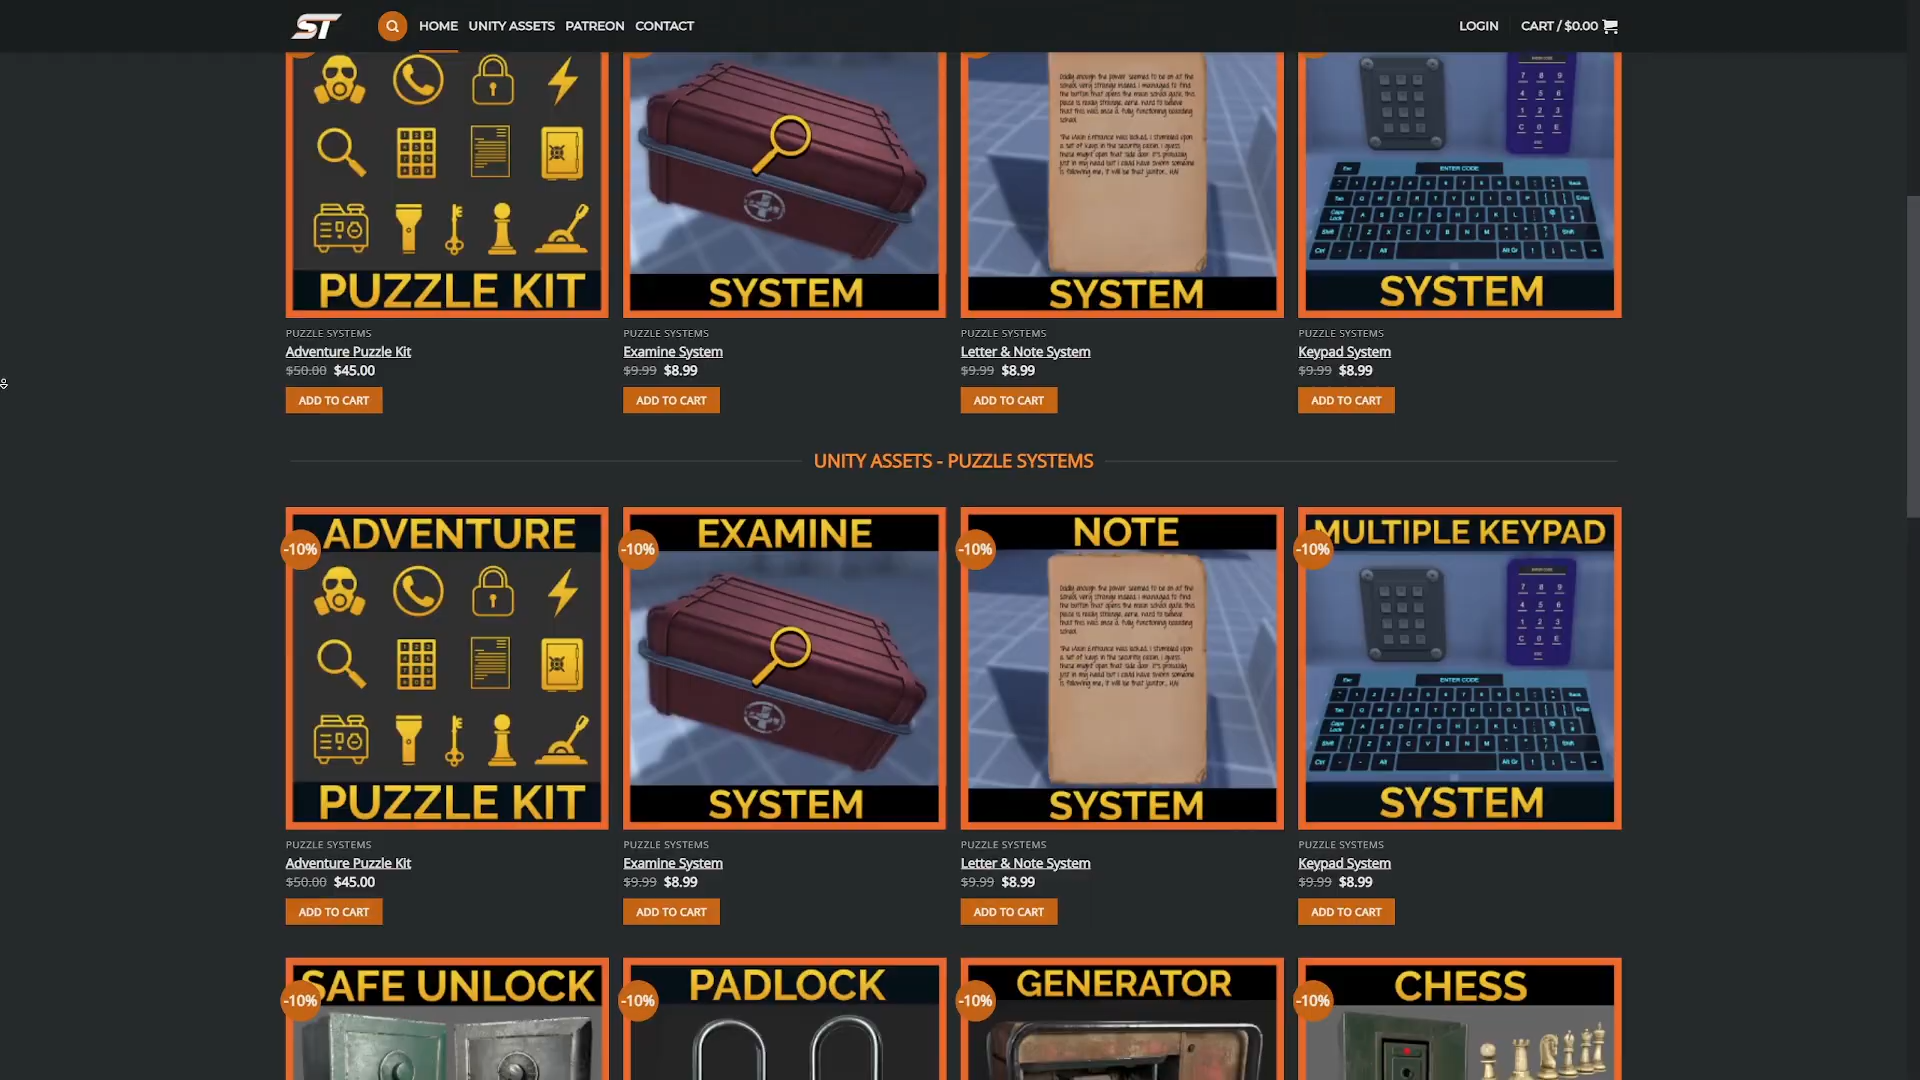 ST
HOME
UNITY ASSETS
PATREON
CONTACT
LOGIN
CART / $0.00
PUZZLE KIT
SYSTEM
SYSTEM
ENTER CODE
SYSTEM
PUZZLE SYSTEMS
Adventure Puzzle Kit
$50.00 $45.00
ADD TO CART
PUZZLE SYSTEMS
Examine System
$9.99 $8.99
ADD TO CART
PUZZLE SYSTEMS
Letter & Note System
$9.99 $8.99
ADD TO CART
PUZZLE SYSTEMS
Keypad System
$9.99 $8.99
ADD TO CART
UNITY ASSETS - PUZZLE SYSTEMS
-10%
ADVENTURE
PUZZLE KIT
-10%
EXAMINE
SYSTEM
-10%
NOTE
SYSTEM
-10%
MULTIPLE KEYPAD
ENTER CODE
SYSTEM
PUZZLE SYSTEMS
Adventure Puzzle Kit
$50.00 $45.00
ADD TO CART
PUZZLE SYSTEMS
Examine System
$9.99 $8.99
ADD TO CART
PUZZLE SYSTEMS
Letter & Note System
$9.99 $8.99
ADD TO CART
PUZZLE SYSTEMS
Keypad System
$9.99 $8.99
ADD TO CART
-10%
SAFE UNLOCK
-10%
PADLOCK
-10%
GENERATOR
-10%
CHESS